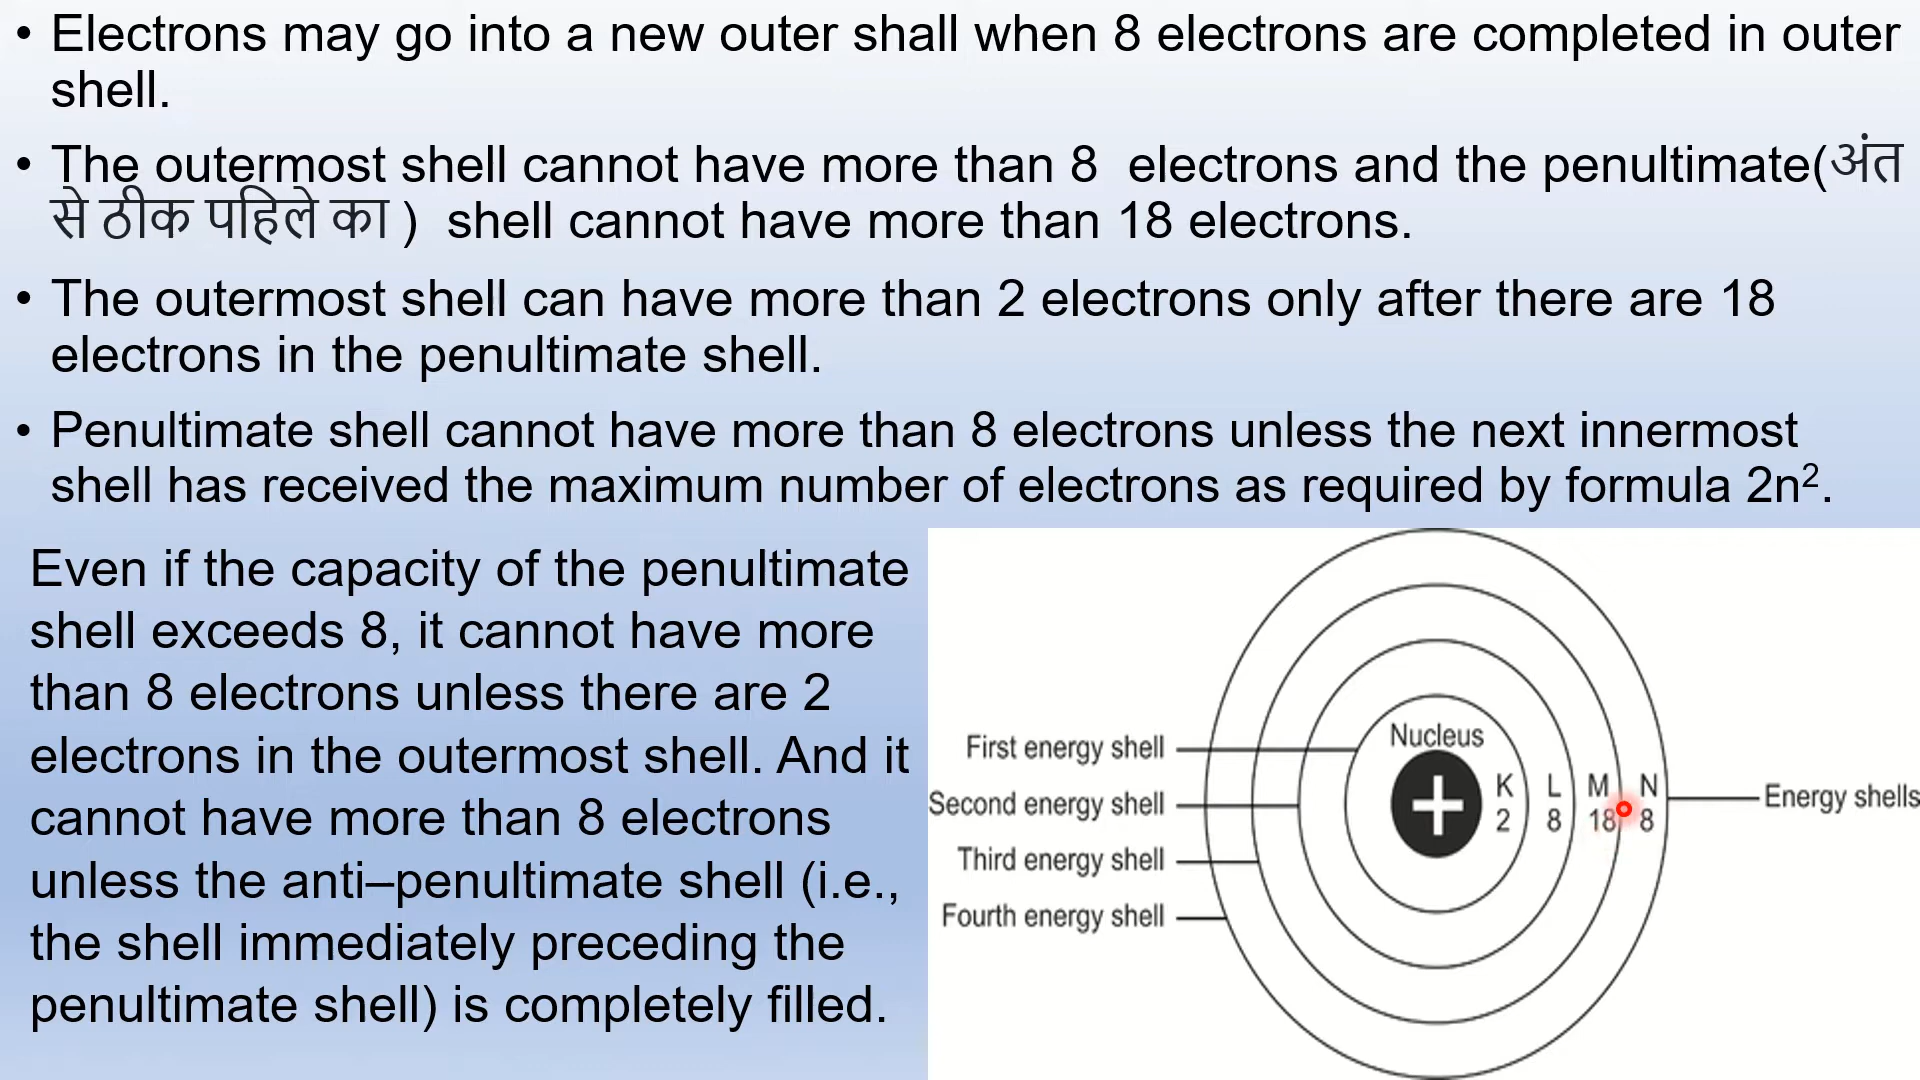 • Electrons may go into a new outer shall when 8 electrons are completed in outer
shell.
• The outermost shell cannot have more than 8 electrons and the penultimate(अंत
से ठीक पहिले का ) shell cannot have more than 18 electrons.
• The outermost shell can have more than 2 electrons only after there are 18
electrons in the penultimate shell.
• Penultimate shell cannot have more than 8 electrons unless the next innermost
shell has received the maximum number of electrons as required by formula 2n².
Even if the capacity of the penultimate
shell exceeds 8, it cannot have more
than 8 electrons unless there are 2
electrons in the outermost shell. And it
cannot have more than 8 electrons
unless the anti–penultimate shell (i.e.,
the shell immediately preceding the
penultimate shell) is completely filled.
Nucleus
First energy shell
Second energy shell
Third energy shell
Fourth energy shell
+
K L M N
2 8 18 8
Energy shells